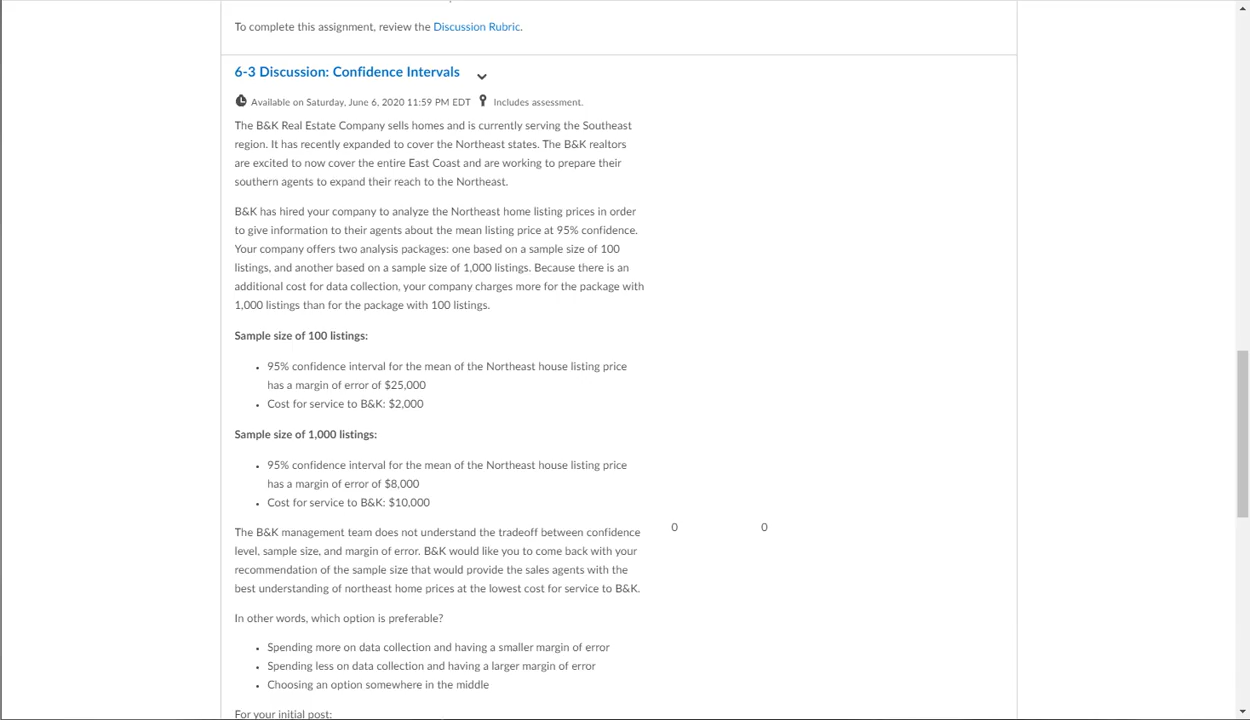 To complete this assignment, review the Discussion Rubric.
6-3 Discussion: Confidence Intervals
Available on Saturday, June 6, 2020 11:59 PM EDT Includes assessment.
The B&K Real Estate Company sells homes and is currently serving the Southeast
region. It has recently expanded to cover the Northeast states. The B&K realtors
are excited to now cover the entire East Coast and are working to prepare their
southern agents to expand their reach to the Northeast.
B&K has hired your company to analyze the Northeast home listing prices in order
to give information to their agents about the mean listing price at 95% confidence.
Your company offers two analysis packages: one based on a sample size of 100
listings, and another based on a sample size of 1,000 listings. Because there is an
additional cost for data collection, your company charges more for the package with
1,000 listings than for the package with 100 listings.
Sample size of 100 listings:
• 95% confidence interval for the mean of the Northeast house listing price
has a margin of error of $25,000
• Cost for service to B&K: $2,000
Sample size of 1,000 listings:
• 95% confidence interval for the mean of the Northeast house listing price
has a margin of error of $8,000
• Cost for service to B&K: $10,000
The B&K management team does not understand the tradeoff between confidence
level, sample size, and margin of error. B&K would like you to come back with your
recommendation of the sample size that would provide the sales agents with the
best understanding of northeast home prices at the lowest cost for service to B&K.
0 0
In other words, which option is preferable?
• Spending more on data collection and having a smaller margin of error
• Spending less on data collection and having a larger margin of error
• Choosing an option somewhere in the middle
For your initial post: